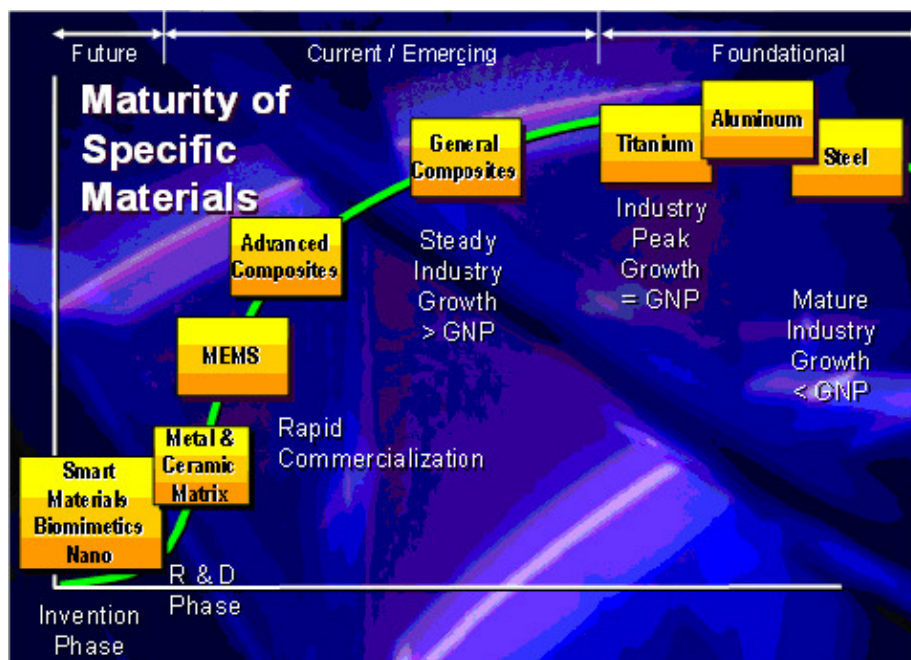 Future
Current / Emerging
Foundational
Maturity of
Specific
Materials
Aluminum
Titanium
Steel
General
Composites
Advanced
Composites
MEMS
Metal &
Ceramic
Matrix
Smart
Materials
Biomimetics
Nano
Industry
Peak
Growth
= GNP
Steady
Industry
Growth
> GNP
Mature
Industry
Growth
< GNP
Rapid
Commercialization
R & D
Phase
Invention
Phase